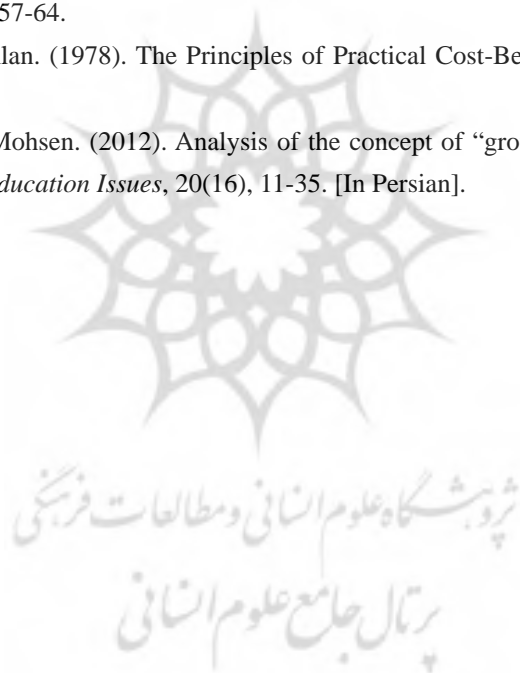 57-64.
lan. (1978). The Principles of Practical Cost-Be
Mohsen. (2012). Analysis of the concept of “gro
ducation Issues, 20(16), 11-35. [In Persian].
پژوهشگاه علوم انسانی و مطالعات فرهنگی
پرتال جامع علوم انسانی